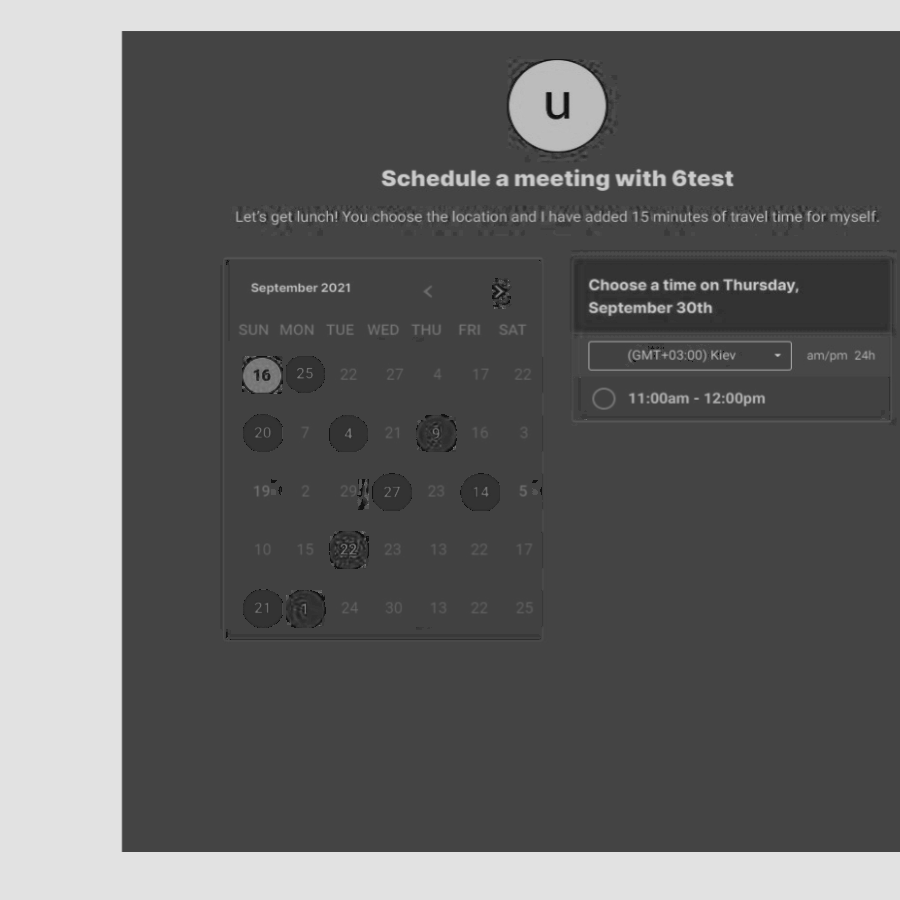 u
Schedule a meeting with 6test
Let's get lunch! You choose the location and I have added 15 minutes of travel time for myself.
September 2021
SUN MON TUE WED THU FRI SAT
16 25 22 27 4 17 22
20 7 4 21 9 16 3
19 2 29 27 23 14 5
10 15 22 23 13 22 17
21 1 24 30 13 22 25
Choose a time on Thursday,
September 30th
(GMT+03:00) Kiev am/pm 24h
11:00am - 12:00pm